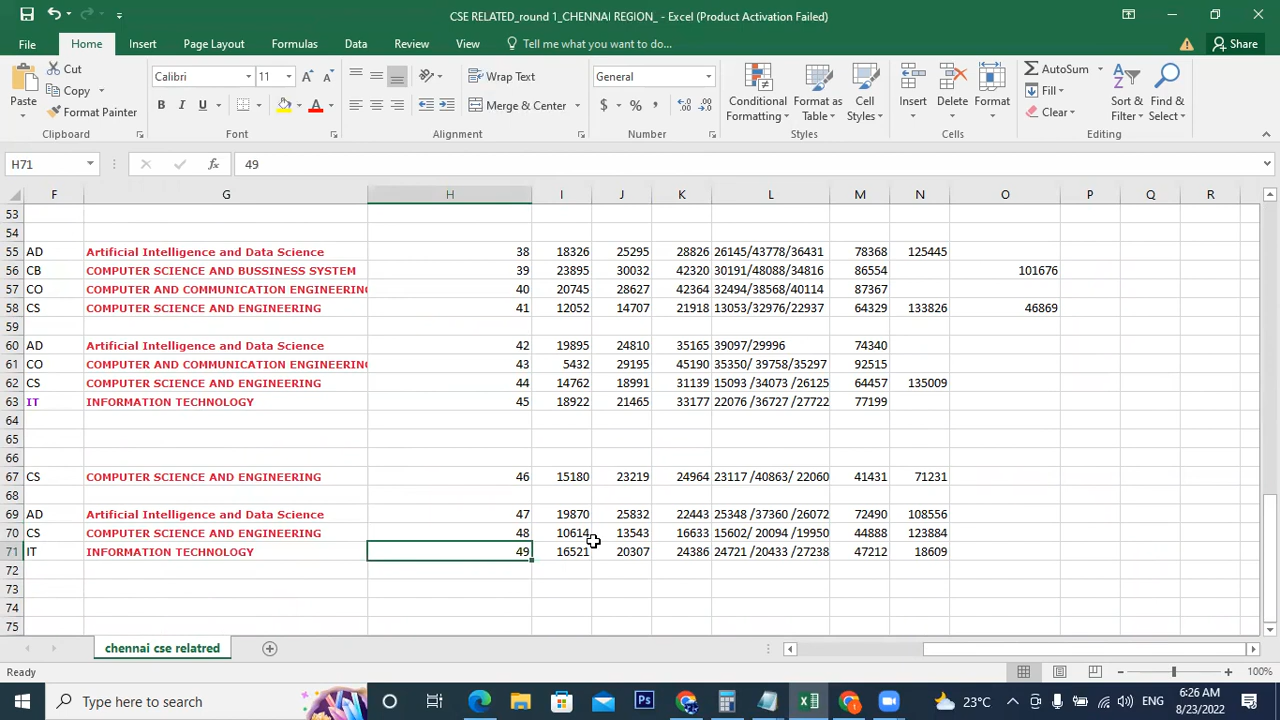 CSE RELATED_round 1_CHENNAI REGION_ - Excel (Product Activation Failed)
File Home Insert Page Layout Formulas Data Review View Tell me what you want to do... Share
Paste Cut Copy Format Painter Clipboard
Calibri 11 B I U A Font
Wrap Text Merge & Center Alignment
General $ % , Number
Conditional Formatting Format as Table Cell Styles Styles
Insert Delete Format Cells
AutoSum Fill Clear Sort & Filter Find & Select Editing
H71 fx 49
F G H I J K L M N O P Q R
53
54
55 AD Artificial Intelligence and Data Science 38 18326 25295 28826 26145/43778/36431 78368 125445
56 CB COMPUTER SCIENCE AND BUSSINESS SYSTEM 39 23895 30032 42320 30191/48088/34816 86554 101676
57 CO COMPUTER AND COMMUNICATION ENGINEERING 40 20745 28627 42364 32494/38568/40114 87367
58 CS COMPUTER SCIENCE AND ENGINEERING 41 12052 14707 21918 13053/32976/22937 64329 133826 46869
59
60 AD Artificial Intelligence and Data Science 42 19895 24810 35165 39097/29996 74340
61 CO COMPUTER AND COMMUNICATION ENGINEERING 43 5432 29195 45190 35350/ 39758/35297 92515
62 CS COMPUTER SCIENCE AND ENGINEERING 44 14762 18991 31139 15093 /34073 /26125 64457 135009
63 IT INFORMATION TECHNOLOGY 45 18922 21465 33177 22076 /36727 /27722 77199
64
65
66
67 CS COMPUTER SCIENCE AND ENGINEERING 46 15180 23219 24964 23117 /40863/ 22060 41431 71231
68
69 AD Artificial Intelligence and Data Science 47 19870 25832 22443 25348 /37360 /26072 72490 108556
70 CS COMPUTER SCIENCE AND ENGINEERING 48 10614 13543 16633 15602/ 20094 /19950 44888 123884
71 IT INFORMATION TECHNOLOGY 49 16521 20307 24386 24721 /20433 /27238 47212 18609
72
73
74
75
chennai cse relatred
Ready 100%
Type here to search 23°C ENG 6:26 AM
8/23/2022